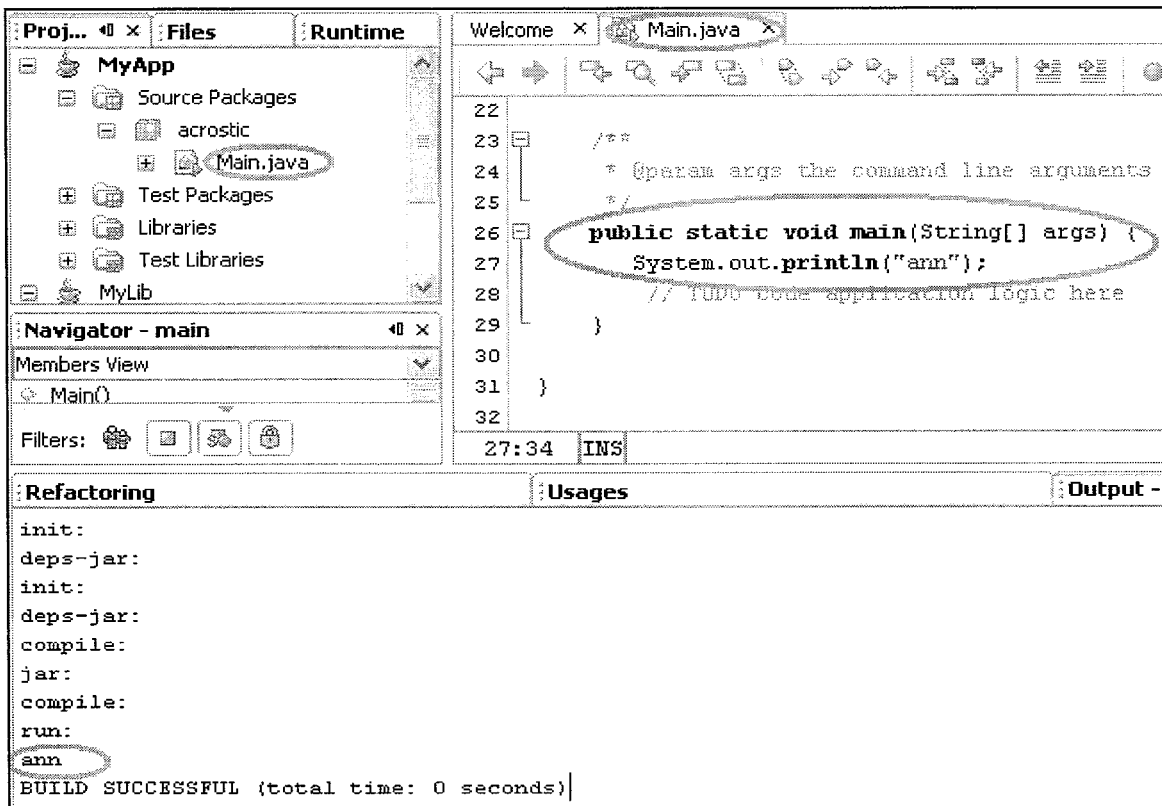 Proj... Files Runtime
MyApp
Source Packages
acrostic
Main.java
Test Packages
Libraries
Test Libraries
MyLib
Navigator - main
Members View
Main()
Filters:
Welcome Main.java
22
23 /**
24 * @param args the command line arguments
25 */
26 public static void main(String[] args) {
27 System.out.println("ann");
28 // TODO code application logic here
29 }
30
31 }
32
27:34 INS
Refactoring Usages Output -
init:
deps-jar:
init:
deps-jar:
compile:
jar:
compile:
run:
ann
BUILD SUCCESSFUL (total time: 0 seconds)